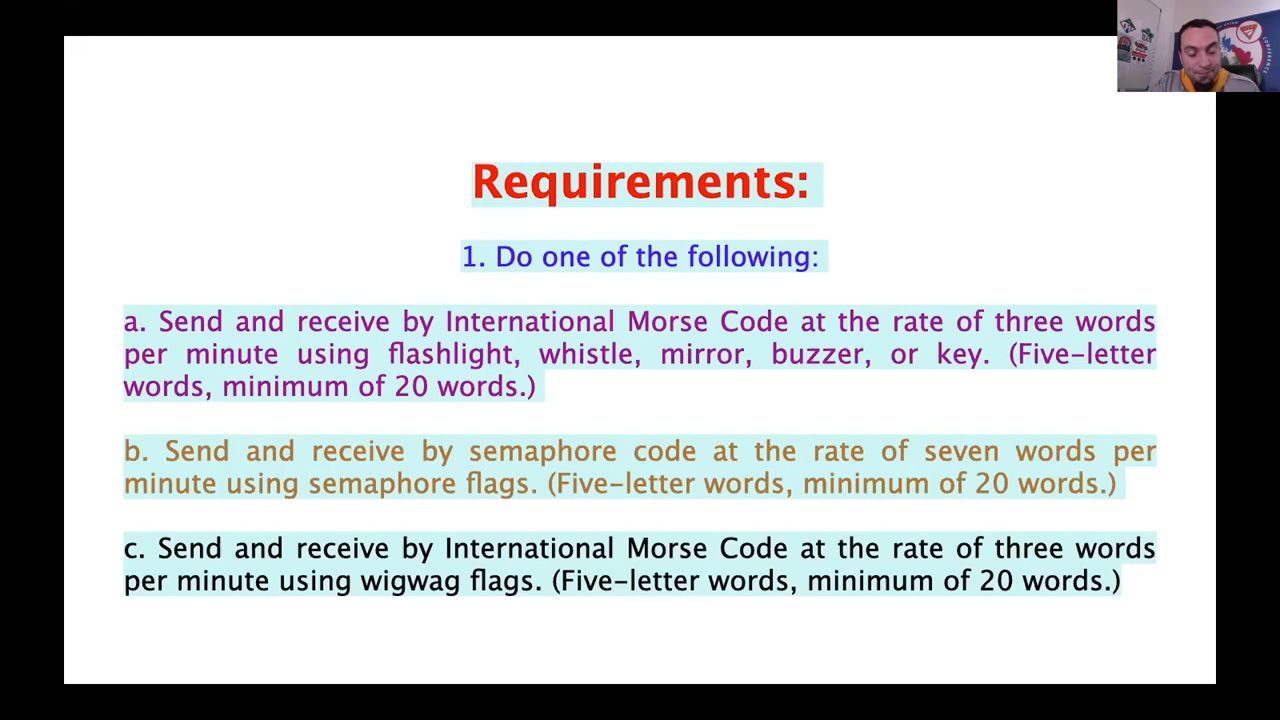 Requirements:
1. Do one of the following:
a. Send and receive by International Morse Code at the rate of three words
per minute using flashlight, whistle, mirror, buzzer, or key. (Five-letter
words, minimum of 20 words.)
b. Send and receive by semaphore code at the rate of seven words per
minute using semaphore flags. (Five-letter words, minimum of 20 words.)
c. Send and receive by International Morse Code at the rate of three words
per minute using wigwag flags. (Five-letter words, minimum of 20 words.)
CONFERENCE